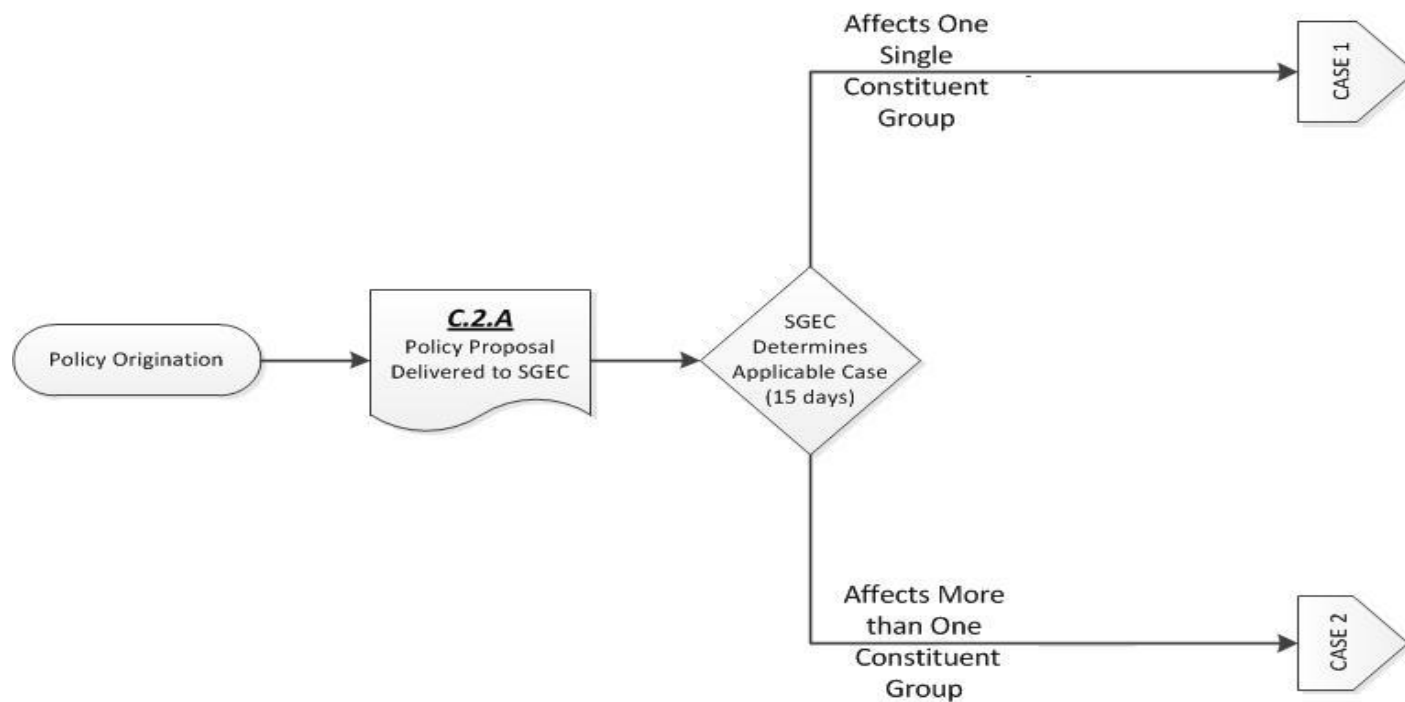 Affects One
Single
Constituent
Group
CASE 1
Policy Origination
C.2.A
Policy Proposal
Delivered to SGEC
SGEC
Determines
Applicable Case
(15 days)
Affects More
than One
Constituent
Group
CASE 2